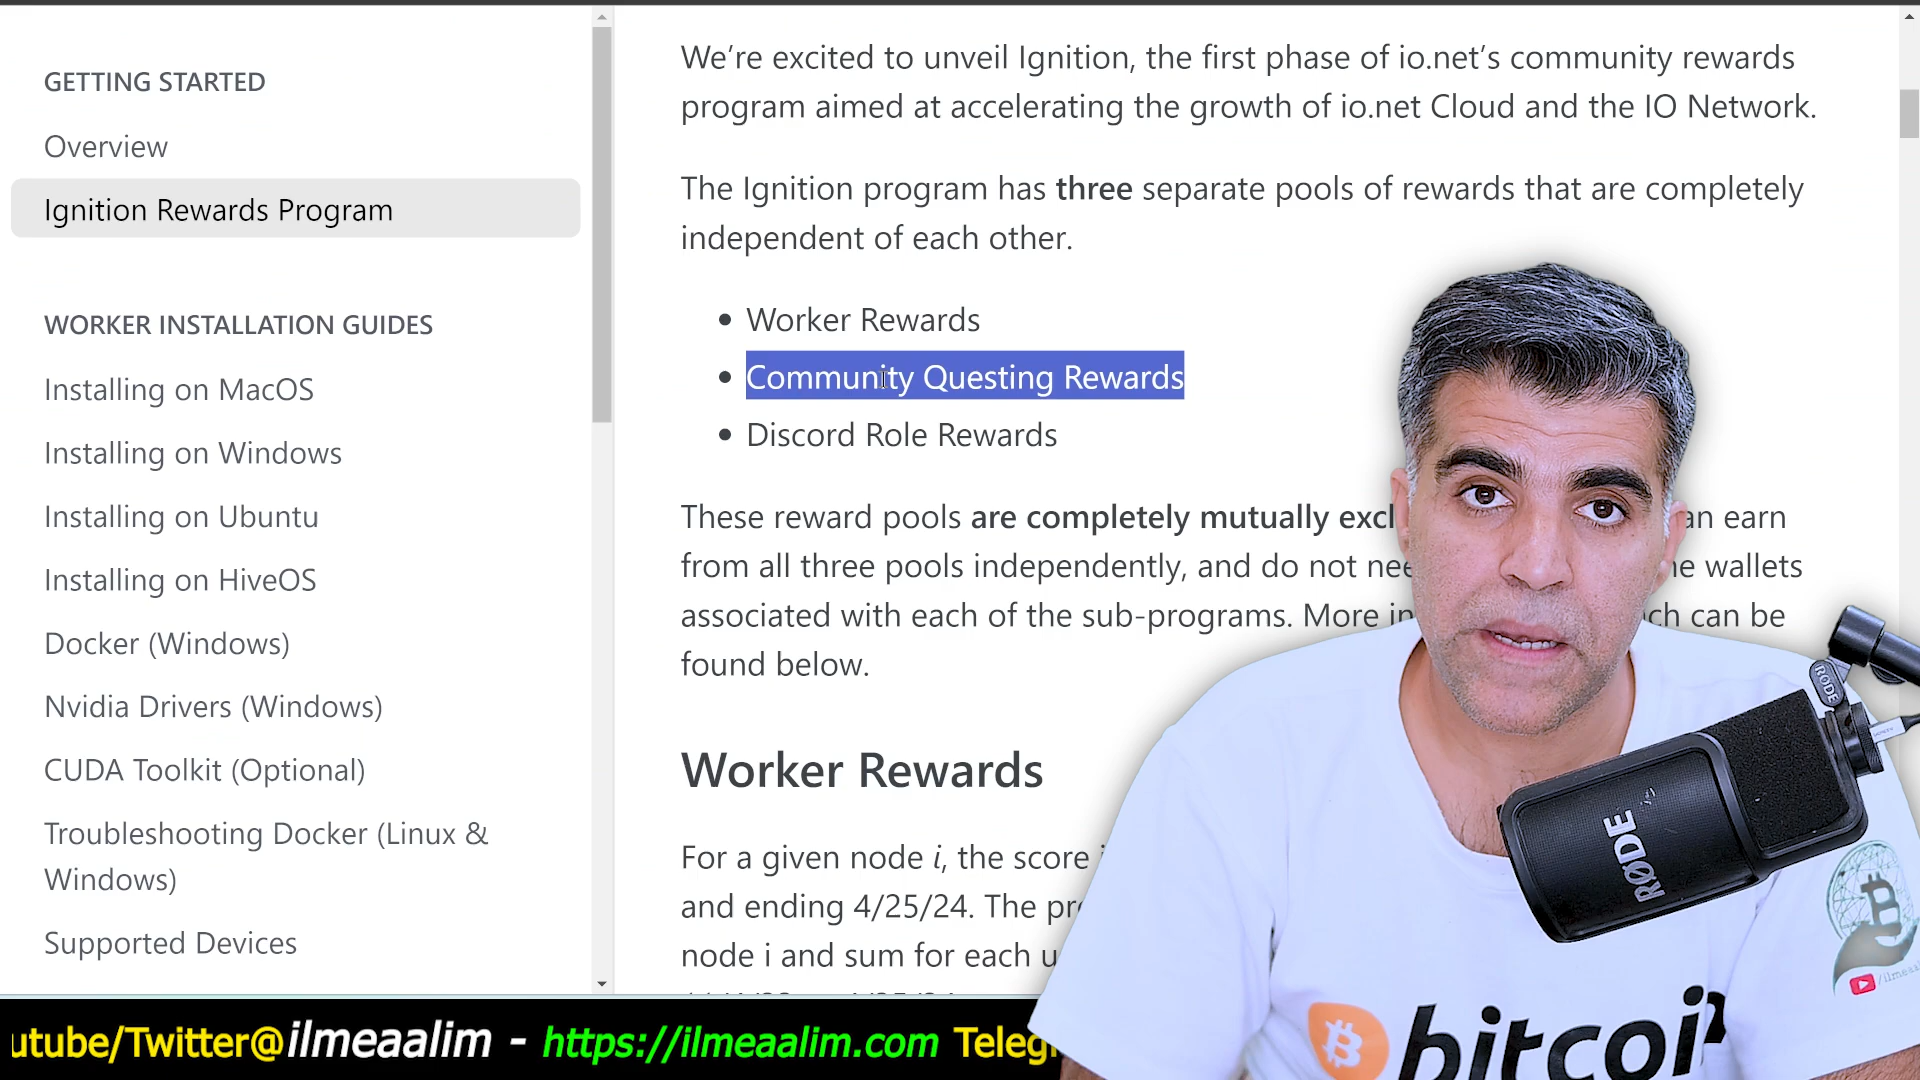 GETTING STARTED
Overview
Ignition Rewards Program
WORKER INSTALLATION GUIDES
Installing on MacOS
Installing on Windows
Installing on Ubuntu
Installing on HiveOS
Docker (Windows)
Nvidia Drivers (Windows)
CUDA Toolkit (Optional)
Troubleshooting Docker (Linux &
Windows)
Supported Devices
We’re excited to unveil Ignition, the first phase of io.net’s community rewards
program aimed at accelerating the growth of io.net Cloud and the IO Network.
The Ignition program has three separate pools of rewards that are completely
independent of each other.
• Worker Rewards
• Community Questing Rewards
• Discord Role Rewards
These reward pools are completely mutually excl an earn
from all three pools independently, and do not nee wallets
associated with each of the sub-programs. More in ch can be
found below.
Worker Rewards
For a given node i, the score
and ending 4/25/24. The pr
node i and sum for each u
RØDE
RØDE
bitcoi
/ilmeaal
utube/Twitter@ilmeaalim - https://ilmeaalim.com Teleg